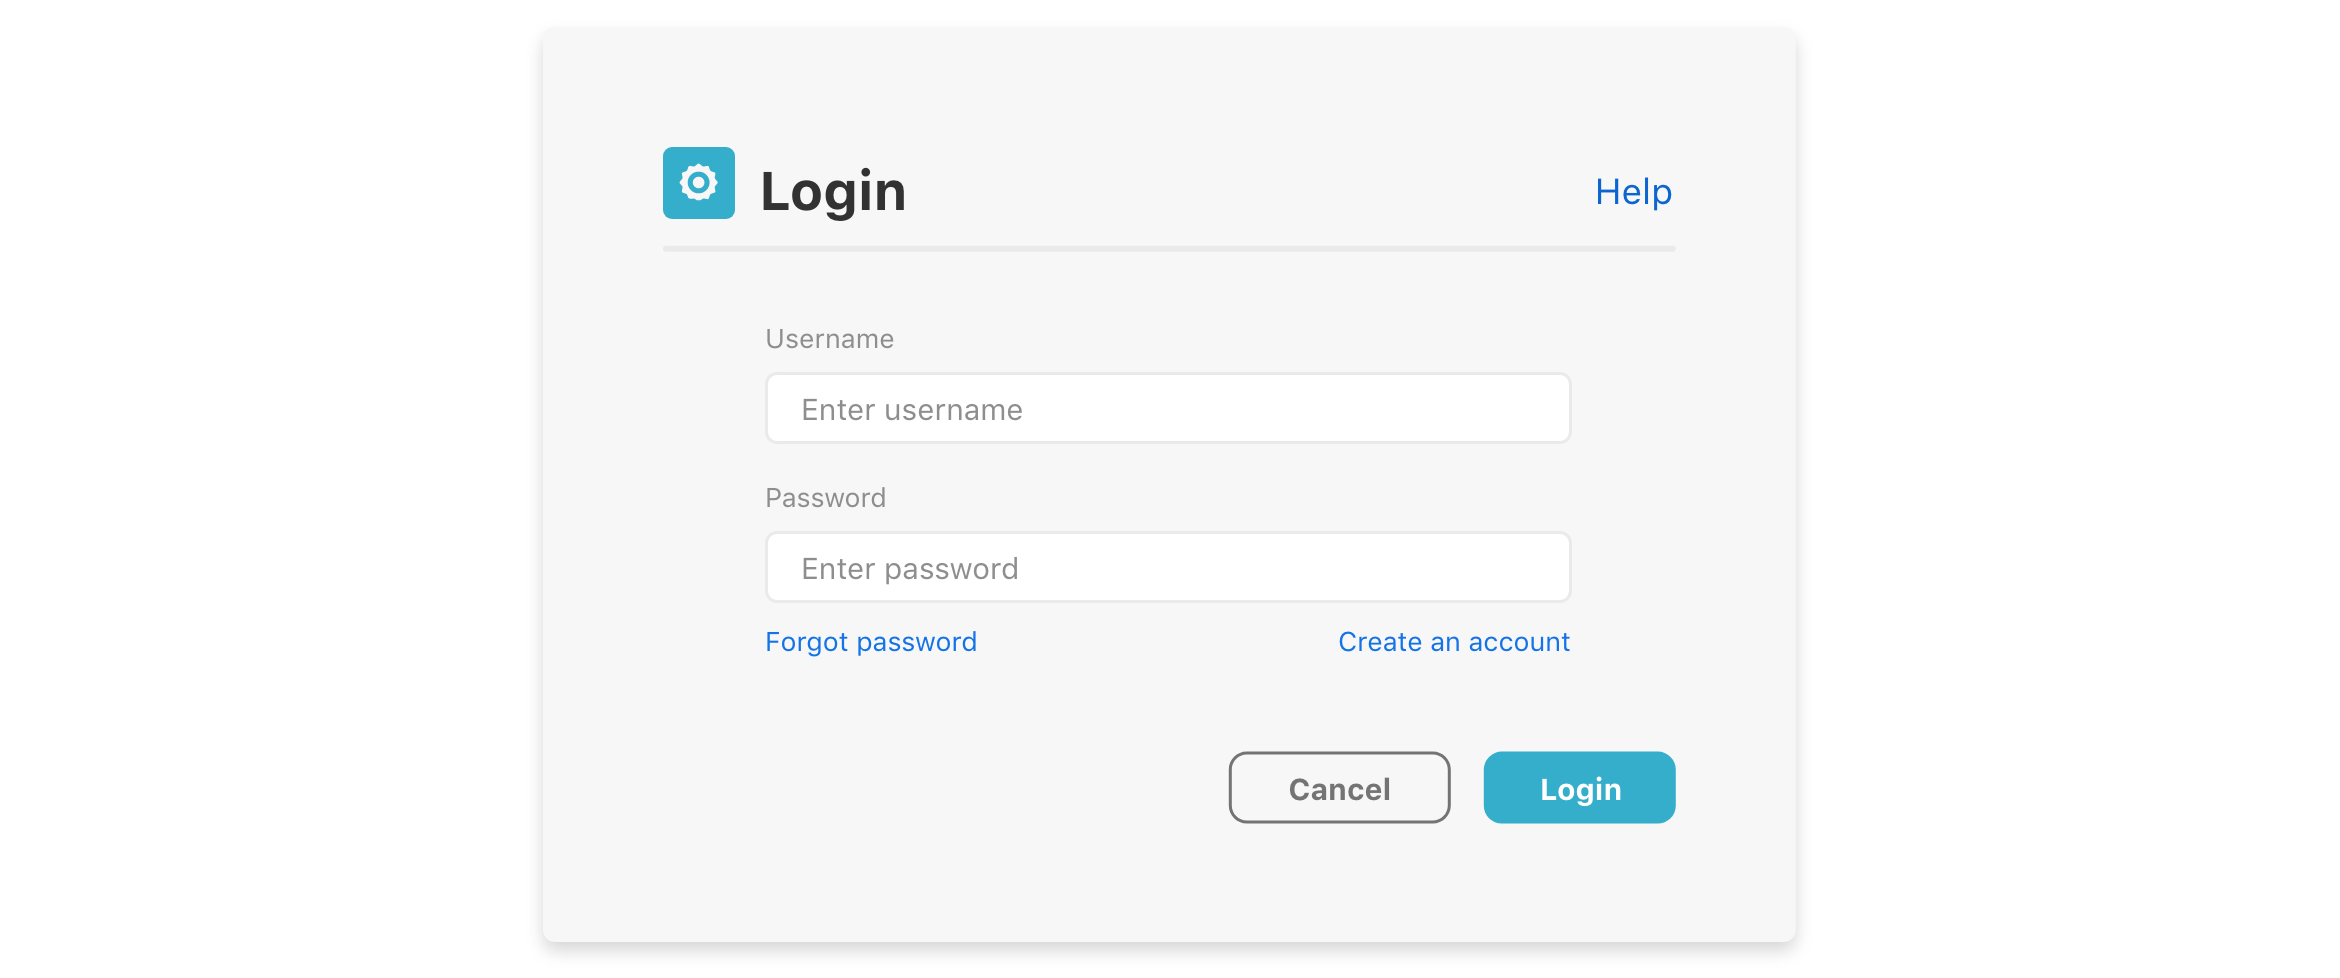 Login
Help
Username
Enter username
Password
Enter password
Forgot password
Create an account
Cancel
Login